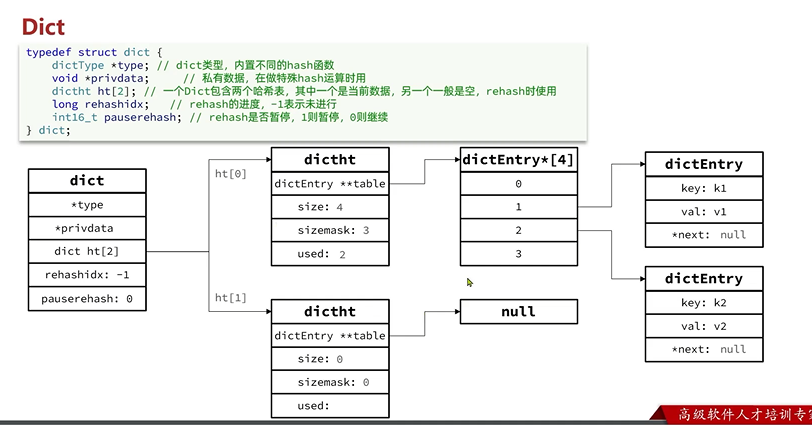 Dict
typedef struct dict {
dictType *type; // dict类型，内置不同的hash函数
void *privdata; // 私有数据，在做特殊hash运算时用
dictht ht[2]; // 一个Dict包含两个哈希表，其中一个是当前数据，另一个一般是空，rehash时使用
long rehashidx; // rehash的进度，-1表示未进行
int16_t pauserehash; // rehash是否暂停，1则暂停，0则继续
} dict;
dict
*type
*privdata
dict ht[2]
rehashidx: -1
pauserehash: 0
ht[0]
dictht
dictEntry **table
size: 4
sizemask: 3
used: 2
dictEntry*[4]
0
1
2
3
dictEntry
key: k1
val: v1
*next: null
dictEntry
key: k2
val: v2
*next: null
ht[1]
dictht
dictEntry **table
size: 0
sizemask: 0
used:
null
高级软件人才培训专